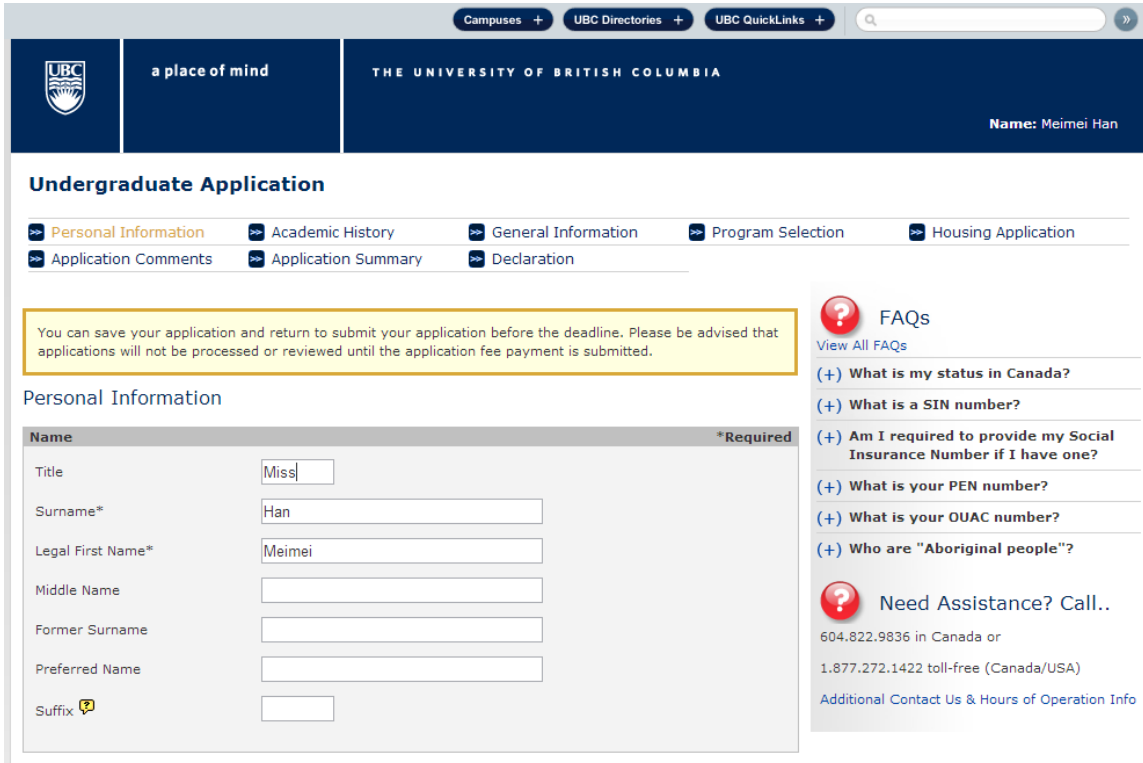 Campuses + UBC Directories + UBC QuickLinks + »
UBC a place of mind THE UNIVERSITY OF BRITISH COLUMBIA
Name: Meimei Han
Undergraduate Application
>> Personal Information >> Academic History >> General Information >> Program Selection >> Housing Application
>> Application Comments >> Application Summary >> Declaration
You can save your application and return to submit your application before the deadline. Please be advised that
applications will not be processed or reviewed until the application fee payment is submitted.
Personal Information
Name *Required
Title Miss
Surname* Han
Legal First Name* Meimei
Middle Name
Former Surname
Preferred Name
Suffix ?
? FAQs
View All FAQs
(+) What is my status in Canada?
(+) What is a SIN number?
(+) Am I required to provide my Social
Insurance Number if I have one?
(+) What is your PEN number?
(+) What is your OUAC number?
(+) Who are "Aboriginal people"?
? Need Assistance? Call..
604.822.9836 in Canada or
1.877.272.1422 toll-free (Canada/USA)
Additional Contact Us & Hours of Operation Info